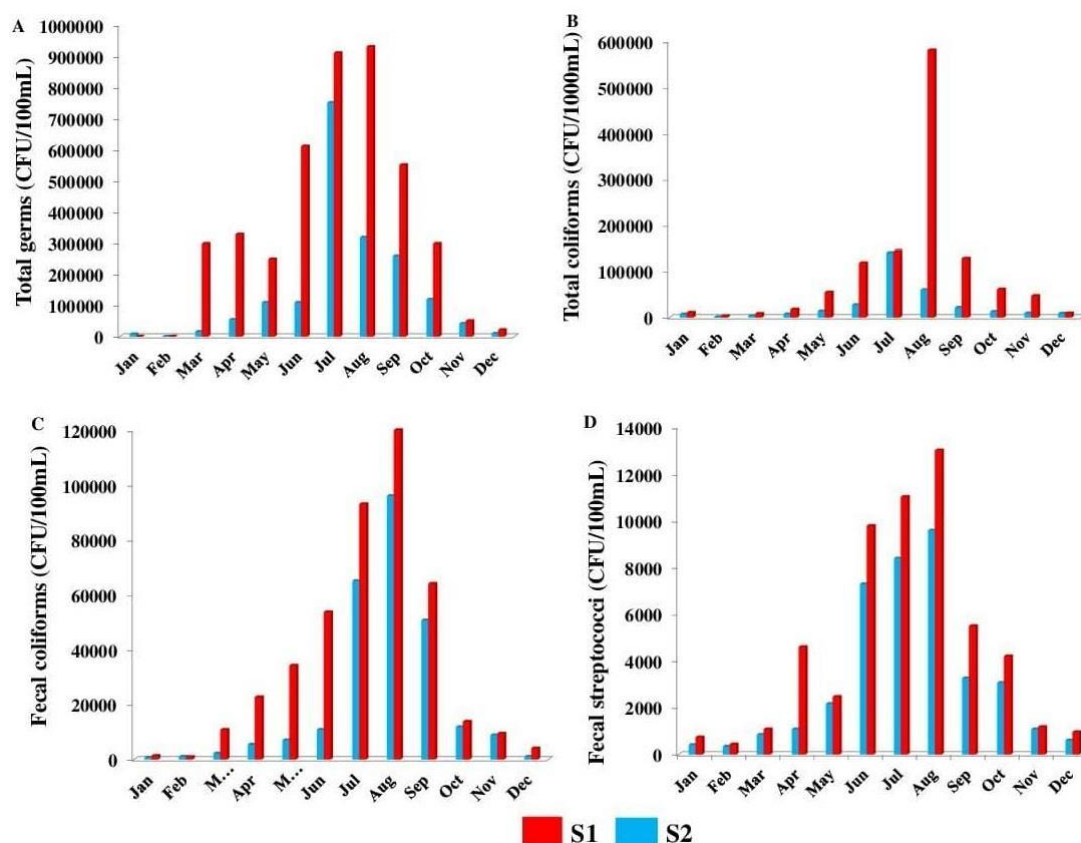 A
Total germs (CFU/100mL)
1000000
900000
800000
700000
600000
500000
400000
300000
200000
100000
0
Jan Feb Mar Apr May Jun Jul Aug Sep Oct Nov Dec
B
Total coliforms (CFU/1000mL)
600000
500000
400000
300000
200000
100000
0
Jan Feb Mar Apr May Jun Jul Aug Sep Oct Nov Dec
C
Fecal coliforms (CFU/100mL)
120000
100000
80000
60000
40000
20000
0
Jan Feb M... Apr M... Jun Jul Aug Sep Oct Nov Dec
D
Fecal streptococci (CFU/100mL)
14000
12000
10000
8000
6000
4000
2000
0
Jan Feb Mar Apr May Jun Jul Aug Sep Oct Nov Dec
S1 S2